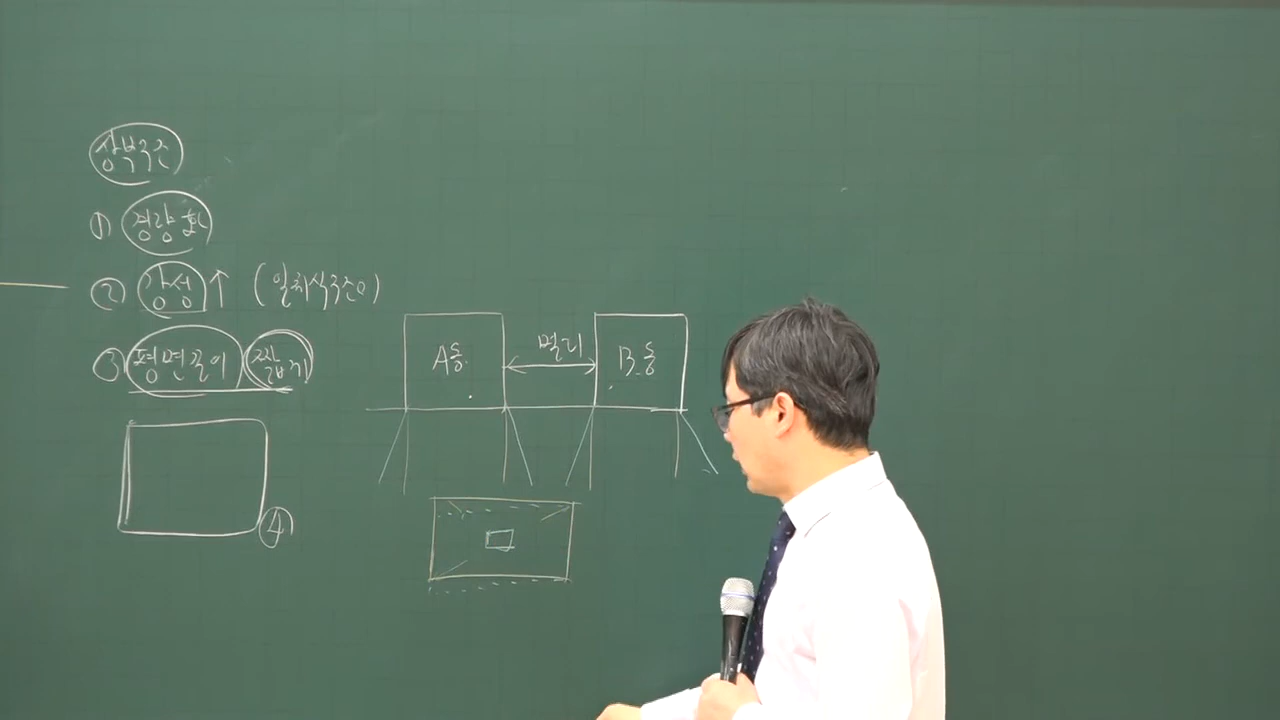 상부구조
① 경량화
② 강성↑ (일체식구조)
③ 평면길이 짧게
A동 멀리 B동
④